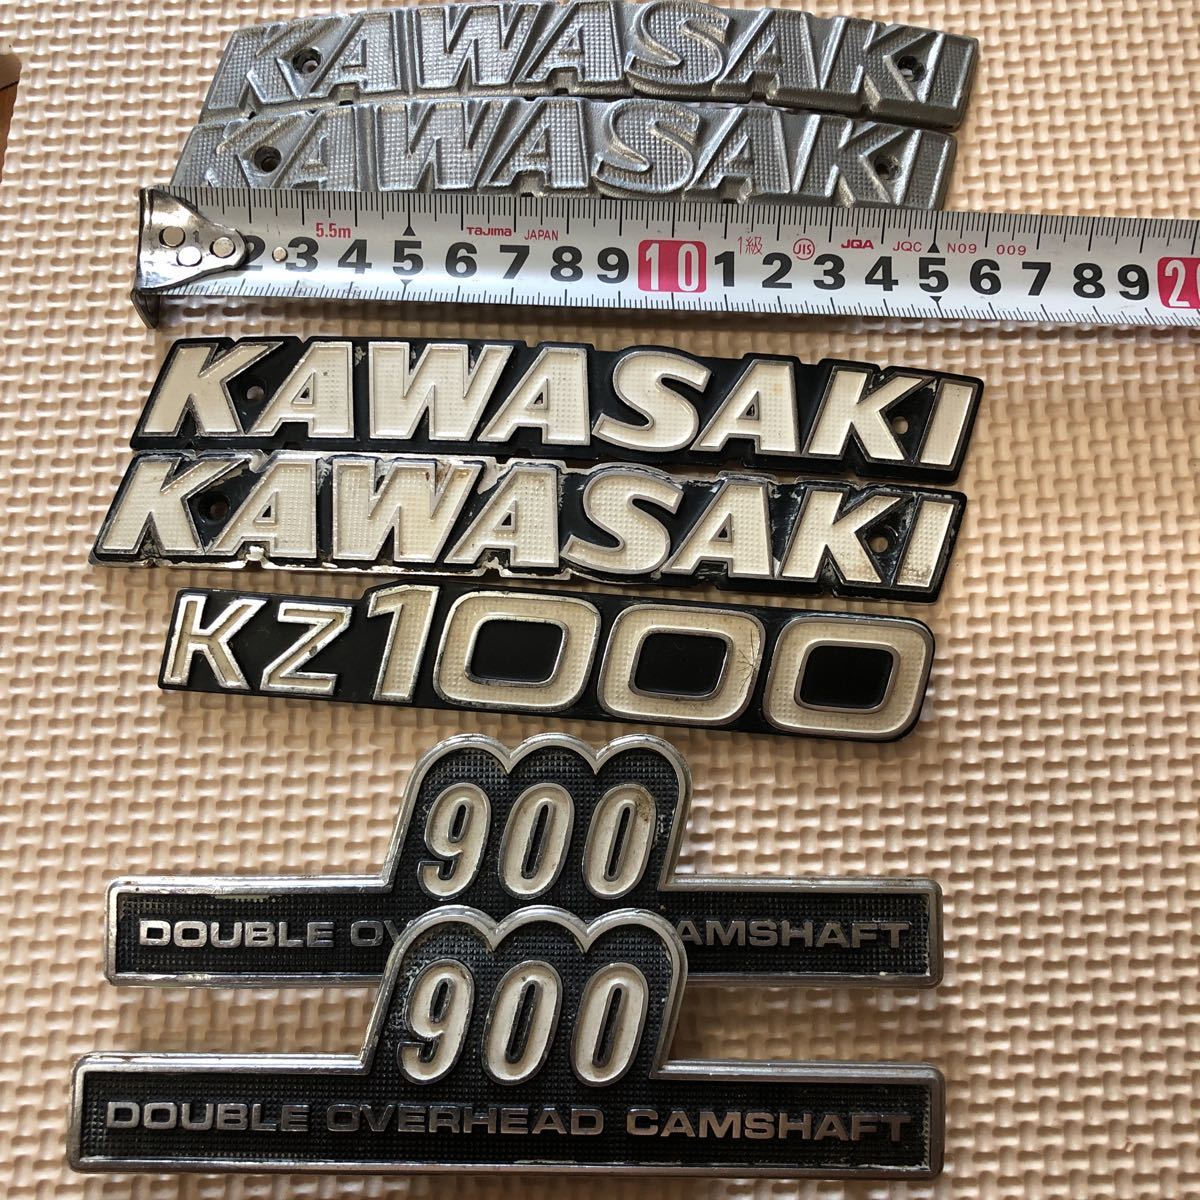 KAWASAKI
KAWASAKI
5.5m Tajima JAPAN 1級 JIS JQA JQC N09 009
2 3 4 5 6 7 8 9 10 1 2 3 4 5 6 7 8 9 2
KAWASAKI
KAWASAKI
KZ1000
900
DOUBLE OV AMSHAFT
900
DOUBLE OVERHEAD CAMSHAFT